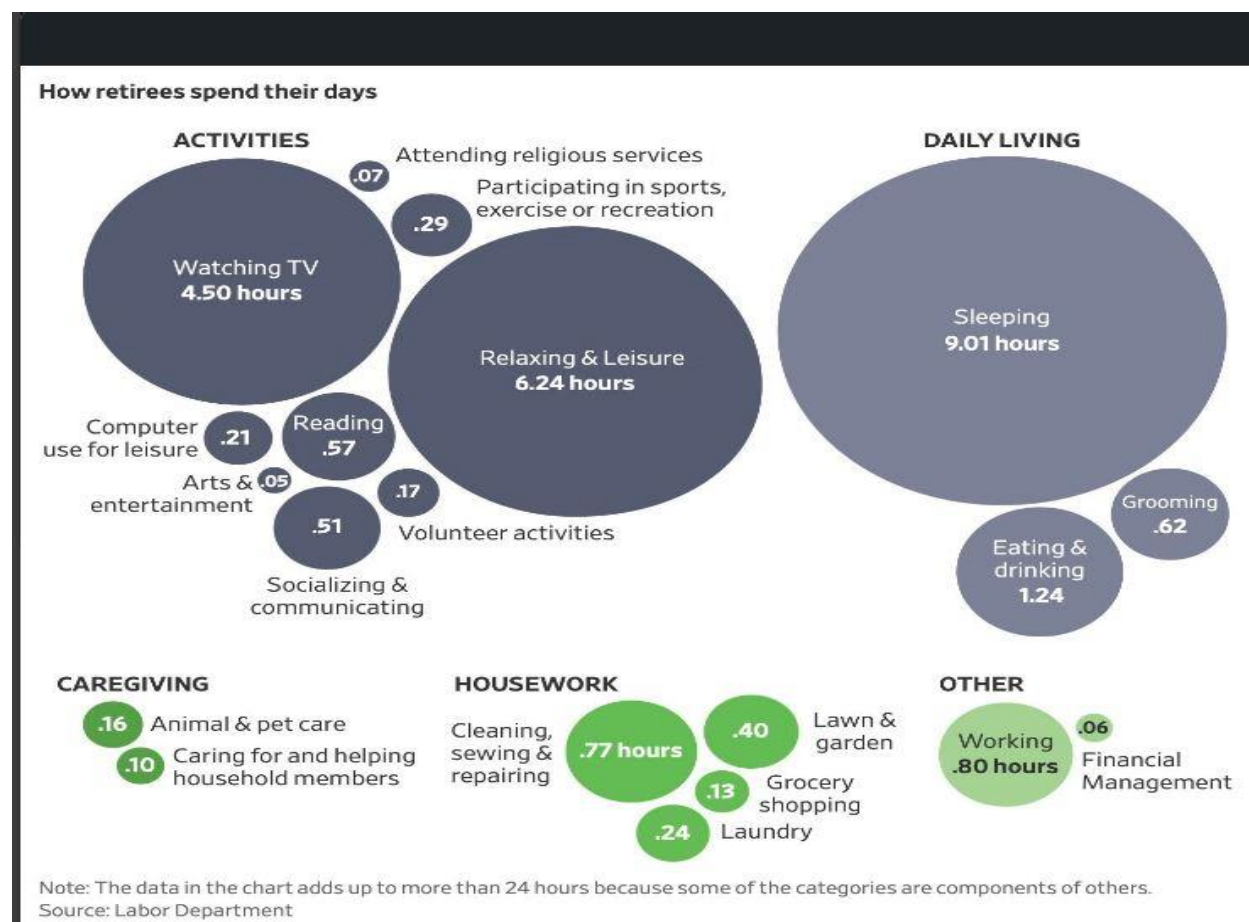 How retirees spend their days
ACTIVITIES
.07
Attending religious services
.29
Participating in sports,
exercise or recreation
Watching TV
4.50 hours
Relaxing & Leisure
6.24 hours
Computer
use for leisure
.21
Reading
.57
Arts &
entertainment
.05
.17
Volunteer activities
.51
Socializing &
communicating
DAILY LIVING
Sleeping
9.01 hours
Grooming
.62
Eating &
drinking
1.24
CAREGIVING
.16
Animal & pet care
.10
Caring for and helping
household members
HOUSEWORK
Cleaning,
sewing &
repairing
.77 hours
.40
Lawn &
garden
.13
Grocery
shopping
.24
Laundry
OTHER
Working
.80 hours
.06
Financial
Management
Note: The data in the chart adds up to more than 24 hours because some of the categories are components of others.
Source: Labor Department